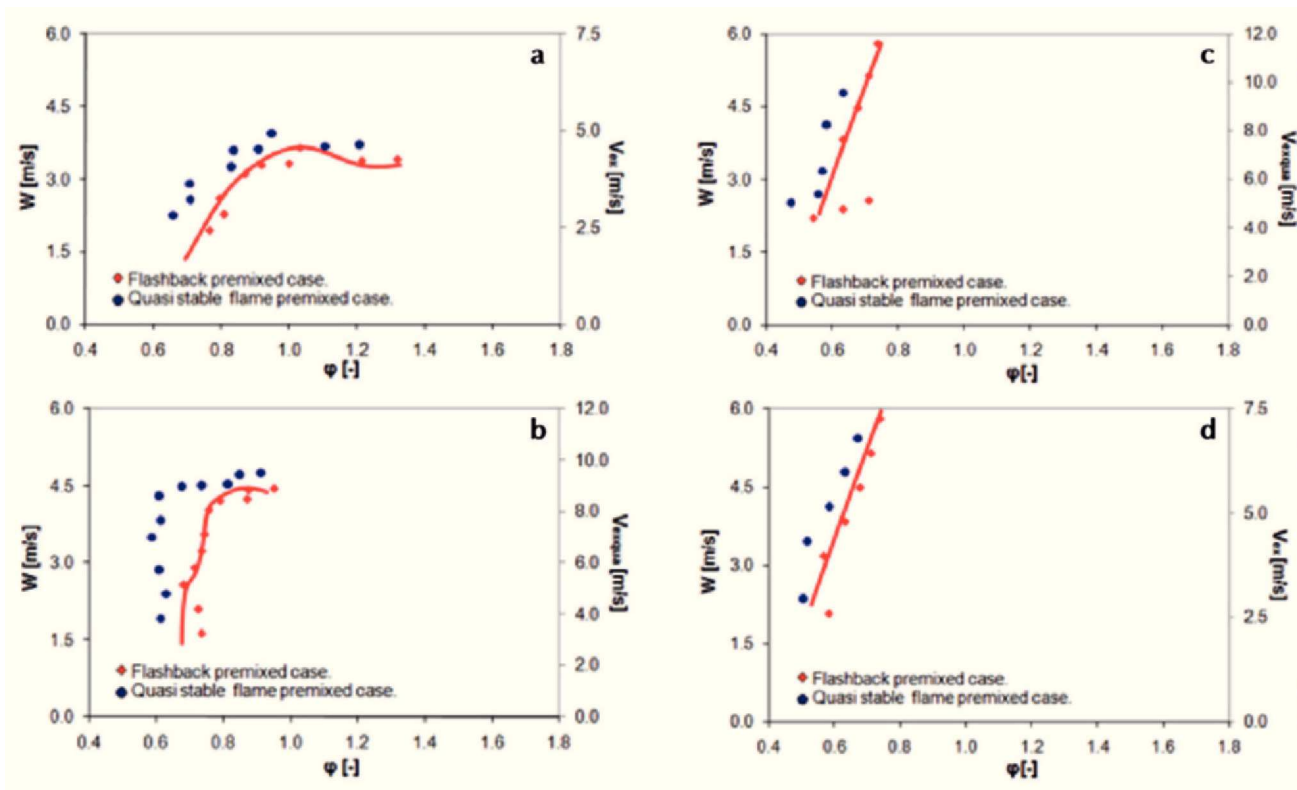 a
6.0
4.5
3.0
1.5
0.0
W [m/s]
7.5
5.0
2.5
0.0
Vex [m/s]
Flashback premixed case.
Quasi stable flame premixed case.
0.4 0.6 0.8 1.0 1.2 1.4 1.6 1.8
φ [-]
c
6.0
4.5
3.0
1.5
0.0
W [m/s]
12.0
10.0
8.0
6.0
4.0
2.0
0.0
Vexqua [m/s]
Flashback premixed case.
Quasi stable flame premixed case.
0.4 0.6 0.8 1.0 1.2 1.4 1.6 1.8
φ[-]
b
6.0
4.5
3.0
1.5
0.0
W [m/s]
12.0
10.0
8.0
6.0
4.0
2.0
0.0
Vexqua [m/s]
Flashback premixed case.
Quasi stable flame premixed case.
0.4 0.6 0.8 1.0 1.2 1.4 1.6 1.8
φ [-]
d
6.0
4.5
3.0
1.5
0.0
W [m/s]
7.5
5.0
2.5
0.0
Vex [m/s]
Flashback premixed case.
Quasi stable flame premixed case.
0.4 0.6 0.8 1.0 1.2 1.4 1.6 1.8
φ[-]